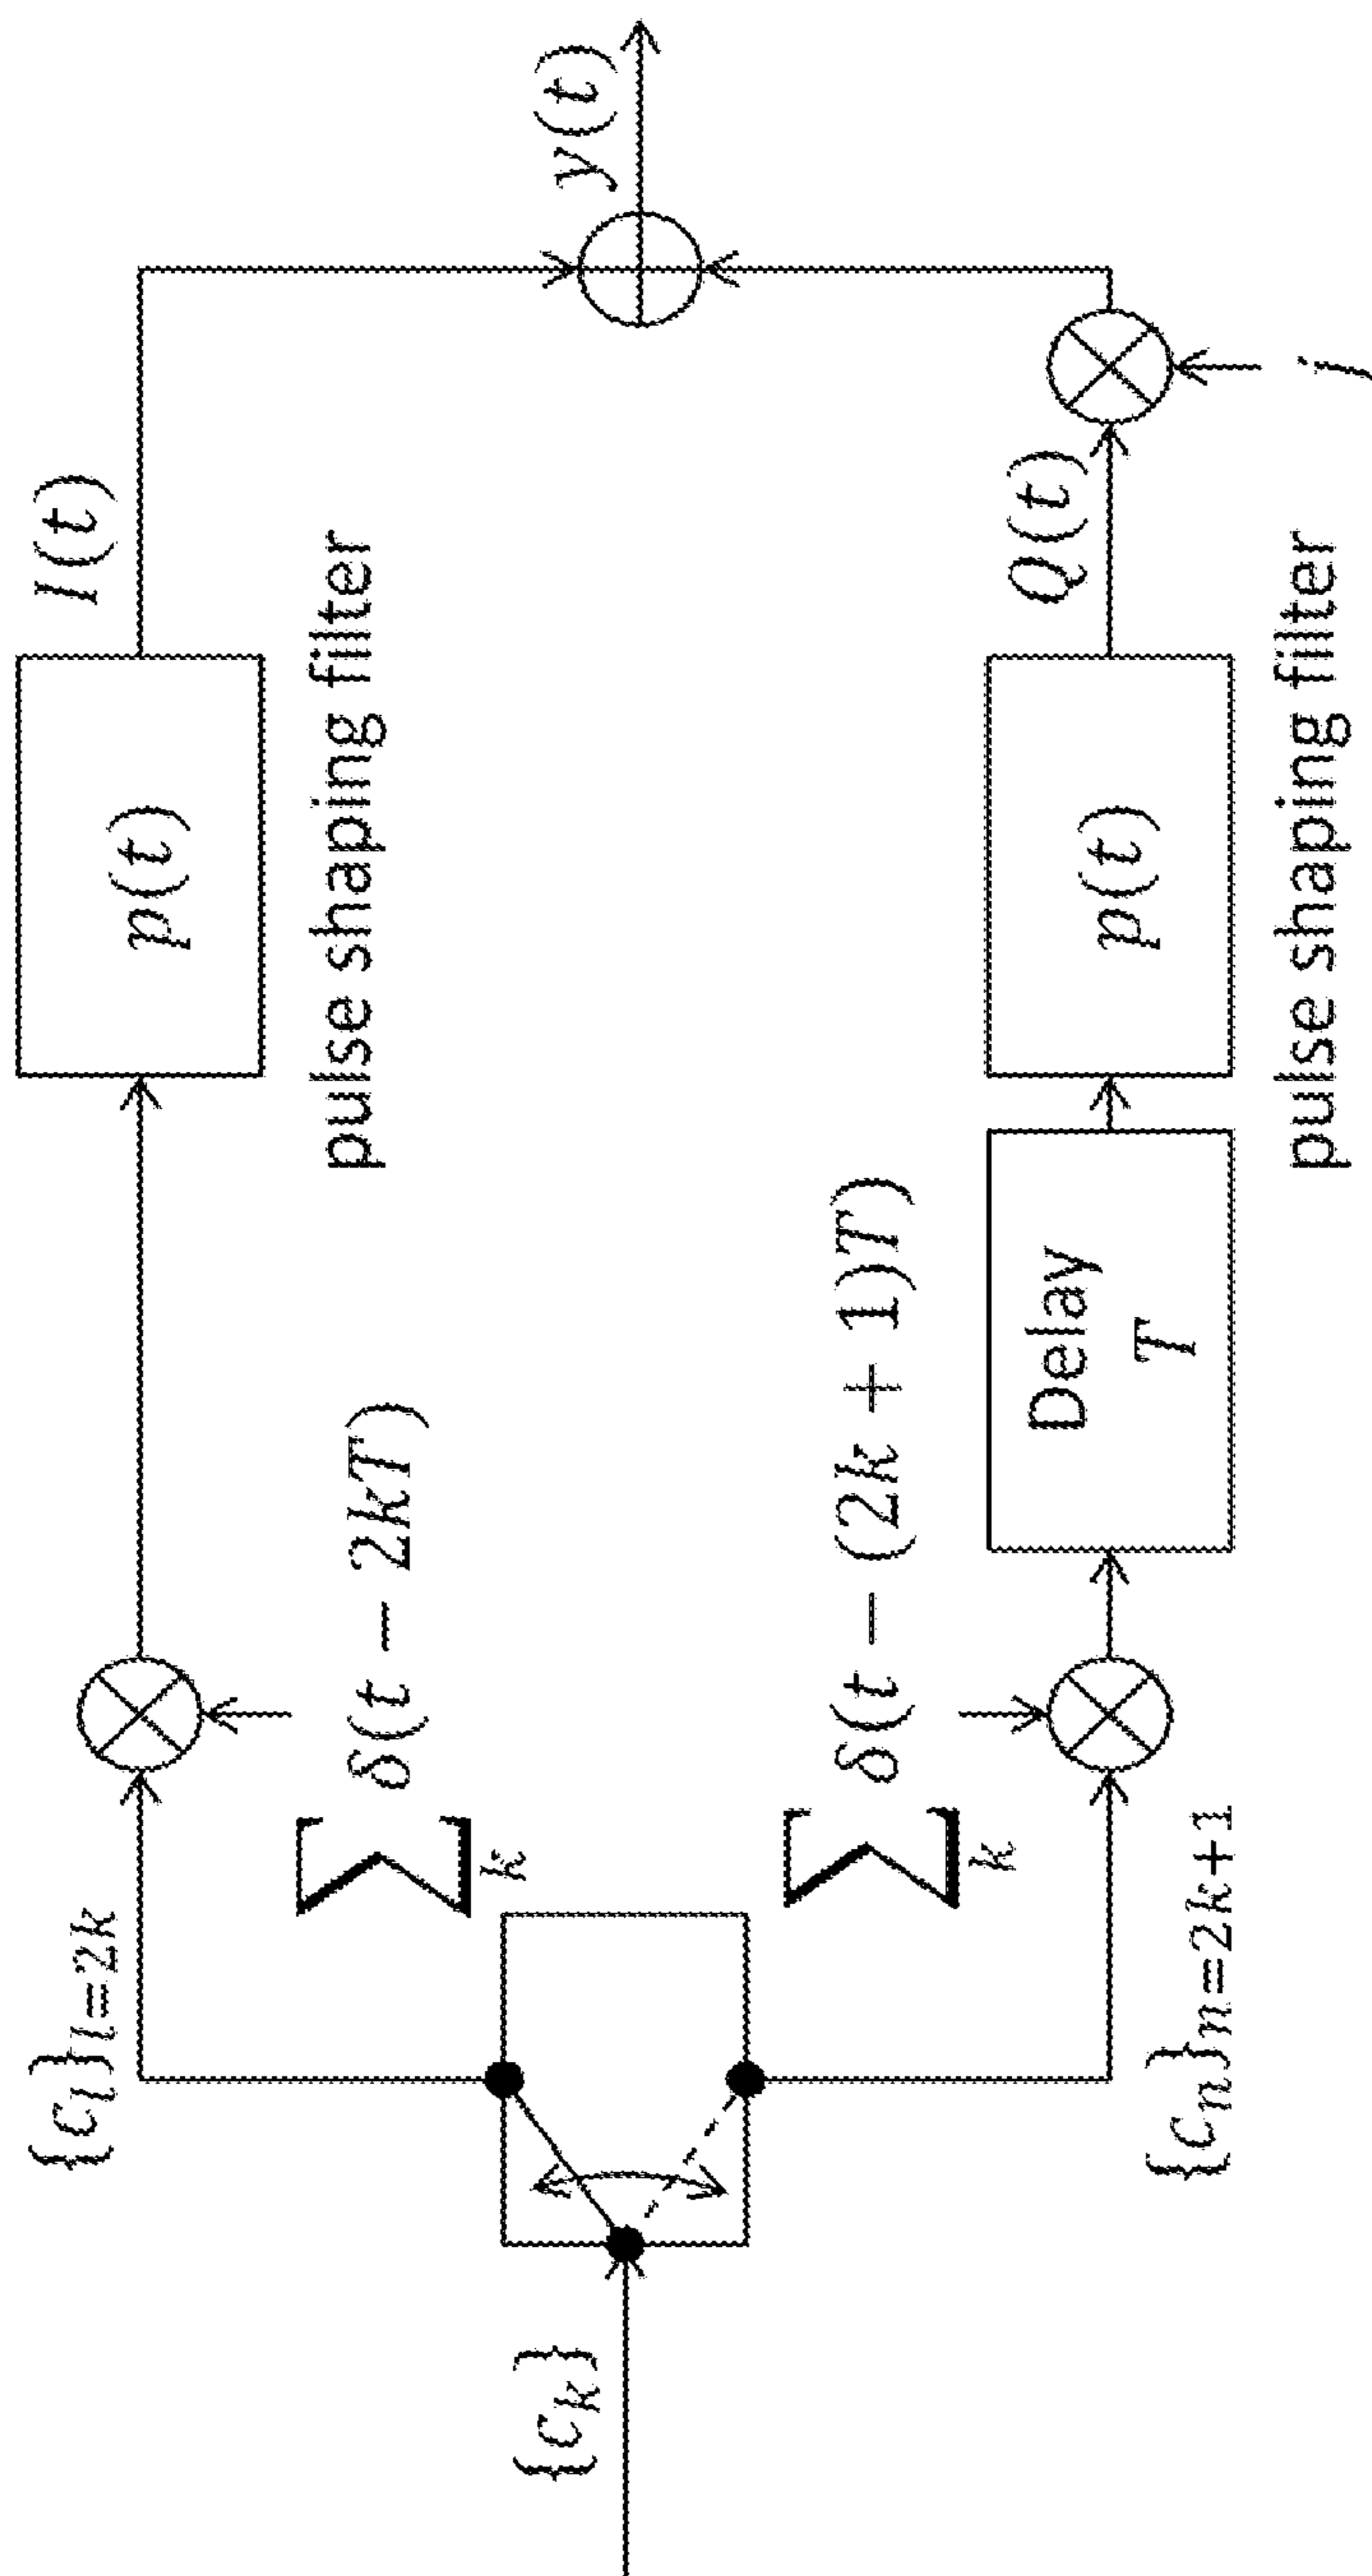 {c_k}
{c_l}_{l=2k}
∑_k δ(t − 2kT)
p(t)
pulse shaping filter
I(t)
{c_n}_{n=2k+1}
∑_k δ(t − (2k + 1)T)
Delay
T
p(t)
pulse shaping filter
Q(t)
j
y(t)